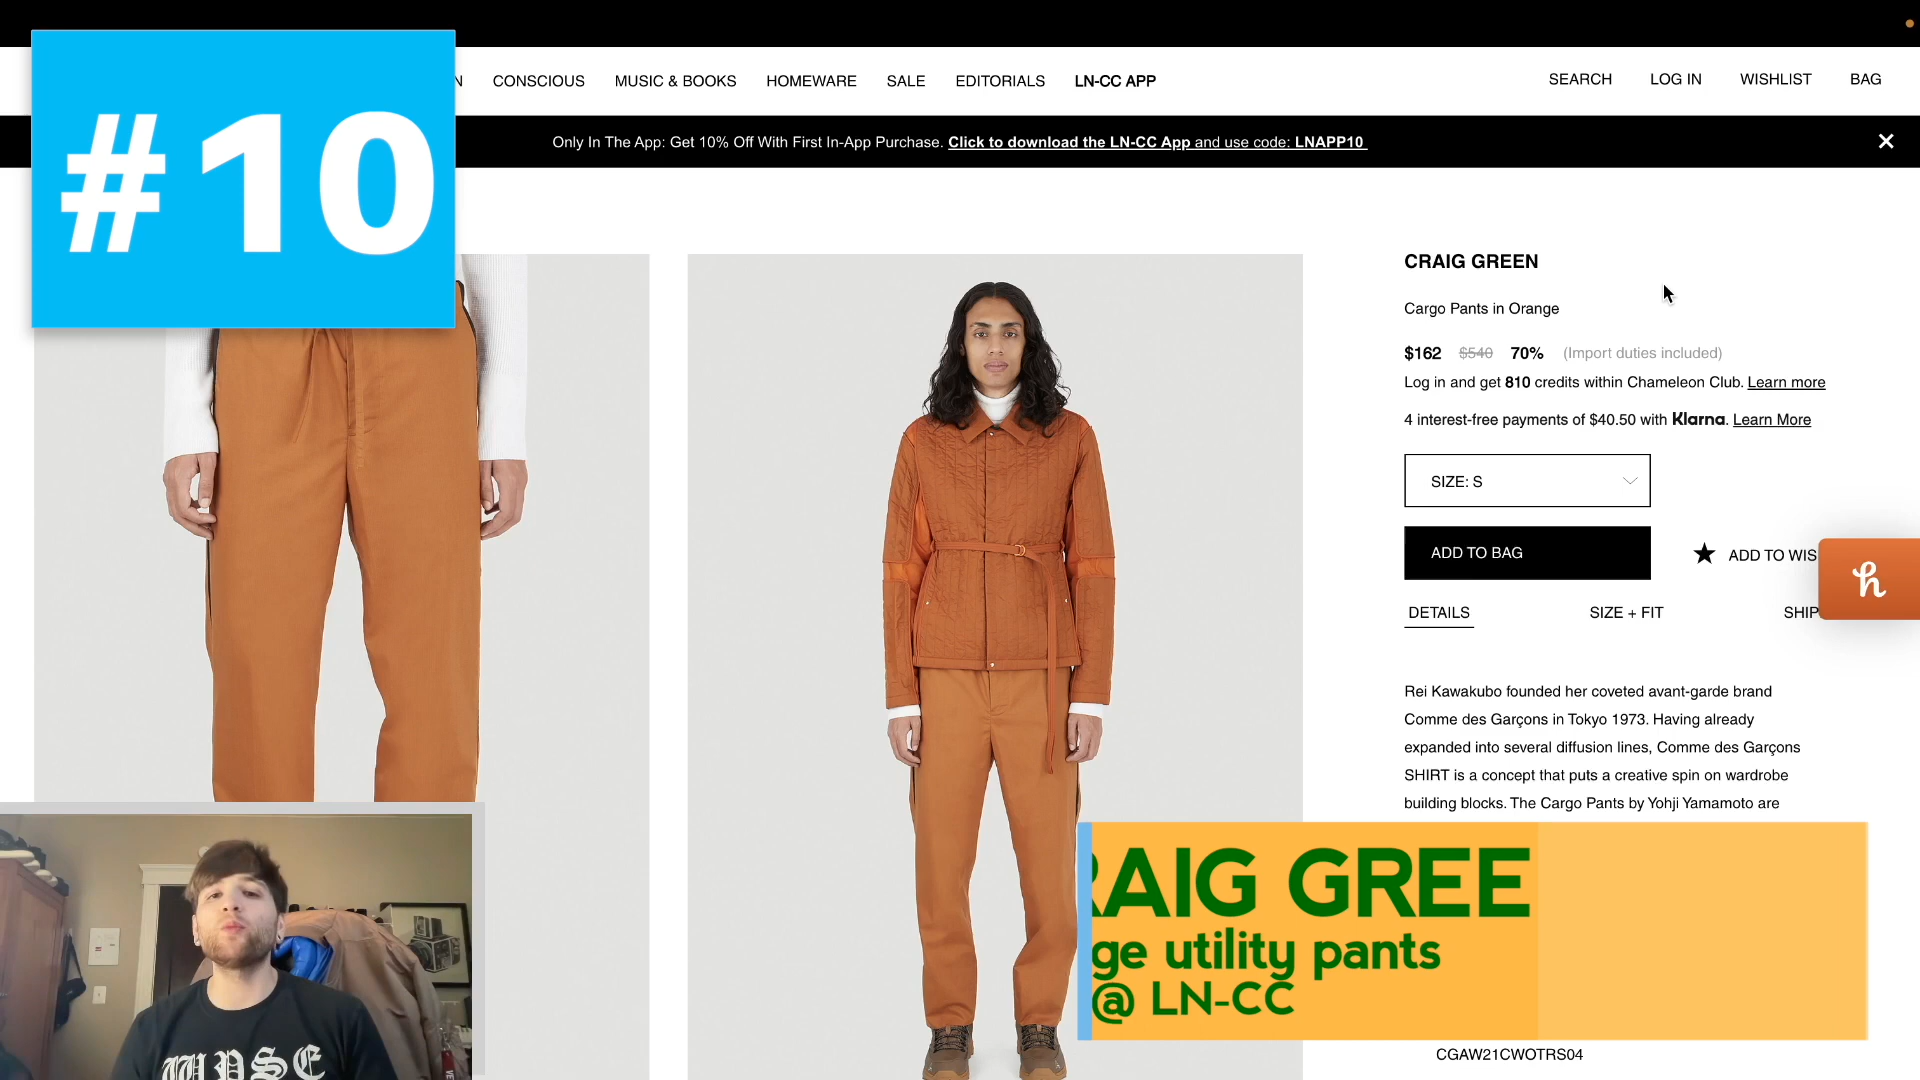 #10
CONSCIOUS MUSIC & BOOKS HOMEWARE SALE EDITORIALS LN-CC APP
SEARCH LOG IN WISHLIST BAG
Only In The App: Get 10% Off With First In-App Purchase. Click to download the LN-CC App and use code: LNAPP10
CRAIG GREEN
Cargo Pants in Orange
$162 $540 70% (Import duties included)
Log in and get 810 credits within Chameleon Club. Learn more
4 interest-free payments of $40.50 with Klarna. Learn More
SIZE: S
ADD TO BAG
ADD TO WIS
DETAILS SIZE + FIT SHIP
Rei Kawakubo founded her coveted avant-garde brand
Comme des Garçons in Tokyo 1973. Having already
expanded into several diffusion lines, Comme des Garçons
SHIRT is a concept that puts a creative spin on wardrobe
building blocks. The Cargo Pants by Yohji Yamamoto are
RAIG GREE
ge utility pants
@ LN-CC
CGAW21CWOTRS04